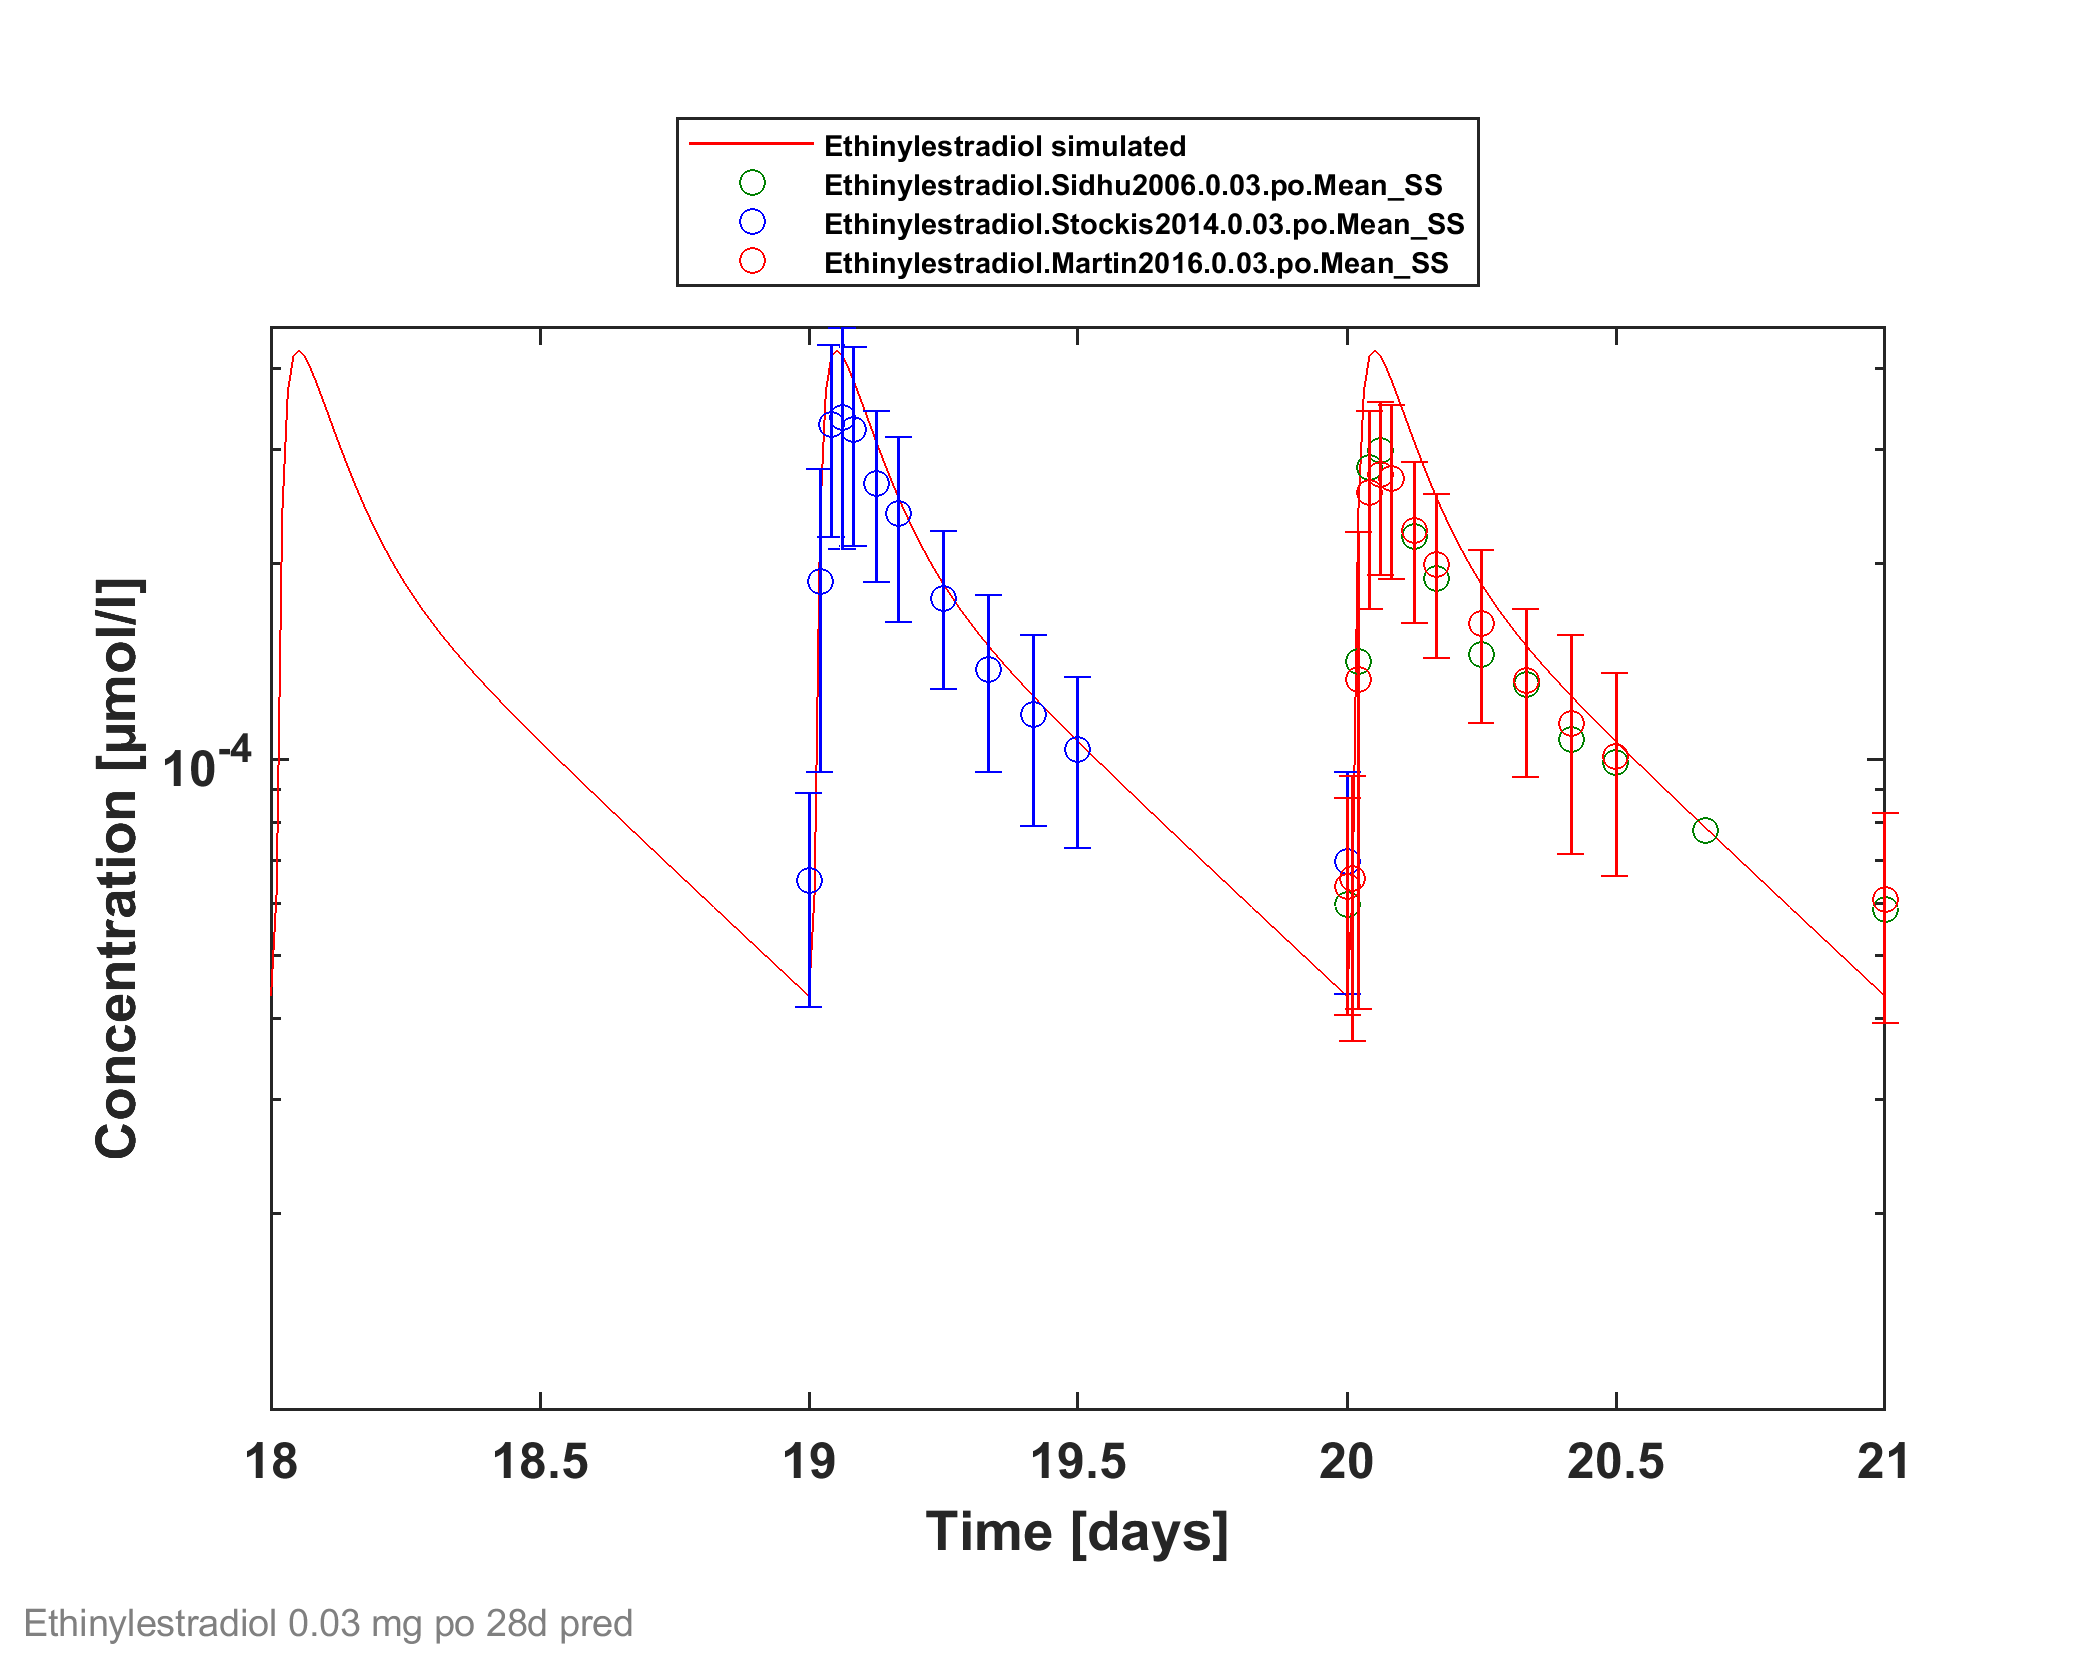 Ethinylestradiol simulated
Ethinylestradiol.Sidhu2006.0.03.po.Mean_SS
Ethinylestradiol.Stockis2014.0.03.po.Mean_SS
Ethinylestradiol.Martin2016.0.03.po.Mean_SS
Concentration [µmol/l]
10-4
18 18.5 19 19.5 20 20.5 21
Time [days]
Ethinylestradiol 0.03 mg po 28d pred